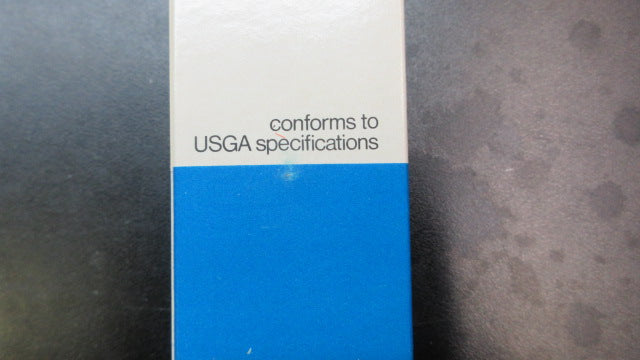 conforms to
USGA specifications